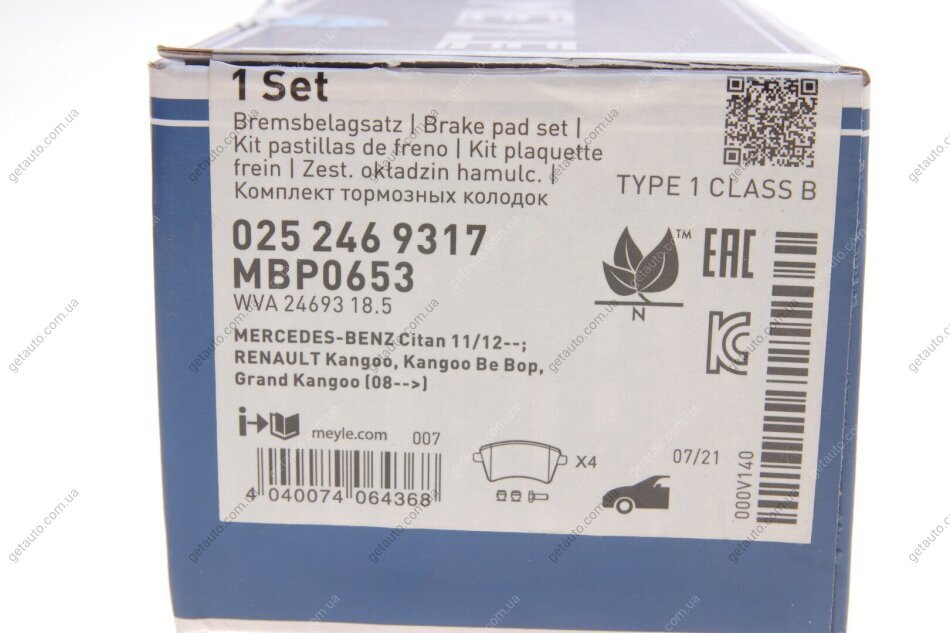 1 Set
Bremsbelagsatz | Brake pad set |
Kit pastillas de freno | Kit plaquette
frein | Zest. okładzin hamulc. |
Комплект тормозных колодок
TYPE 1 CLASS B
025 246 9317
MBP0653
WVA 24693 18.5
TM
EAC
N
MERCEDES-BENZ Citan 11/12--;
RENAULT Kangoo, Kangoo Be Bop,
Grand Kangoo (08-->)
meyle.com 007
4 040074 064368
X4
07/21
000V140
getauto.com.ua